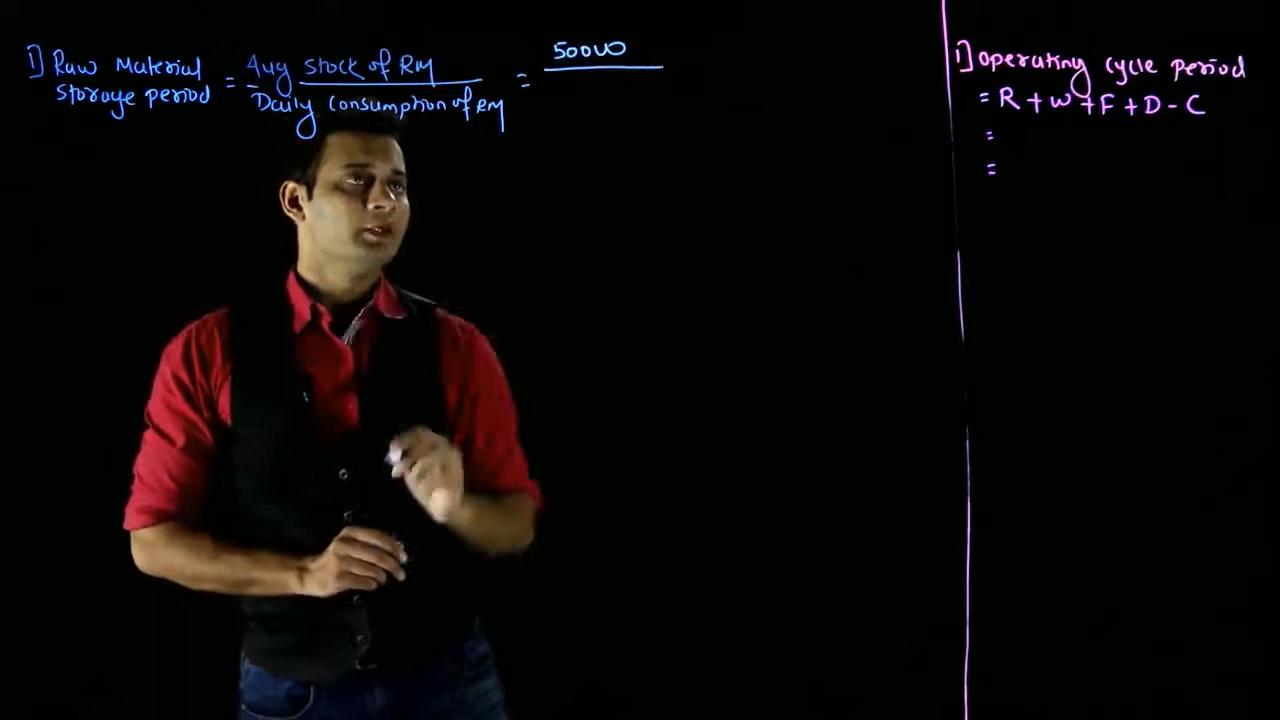 1] Raw Material storage period = Avg stock of RM / Daily consumption of RM = 50000
1] operating cycle period
= R + W + F + D - C
=
=